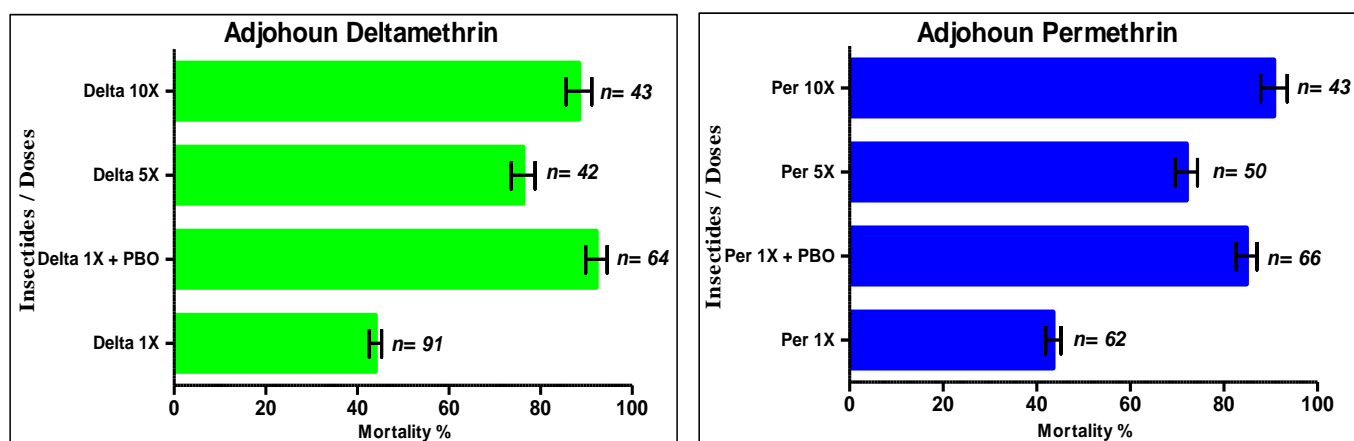 Adjohoun Deltamethrin
Insectides / Doses
Delta 10X
n= 43
Delta 5X
n= 42
Delta 1X + PBO
n= 64
Delta 1X
n= 91
0 20 40 60 80 100
Mortality %
Adjohoun Permethrin
Insectides / Doses
Per 10X
n= 43
Per 5X
n= 50
Per 1X + PBO
n= 66
Per 1X
n= 62
0 20 40 60 80 100
Mortality %